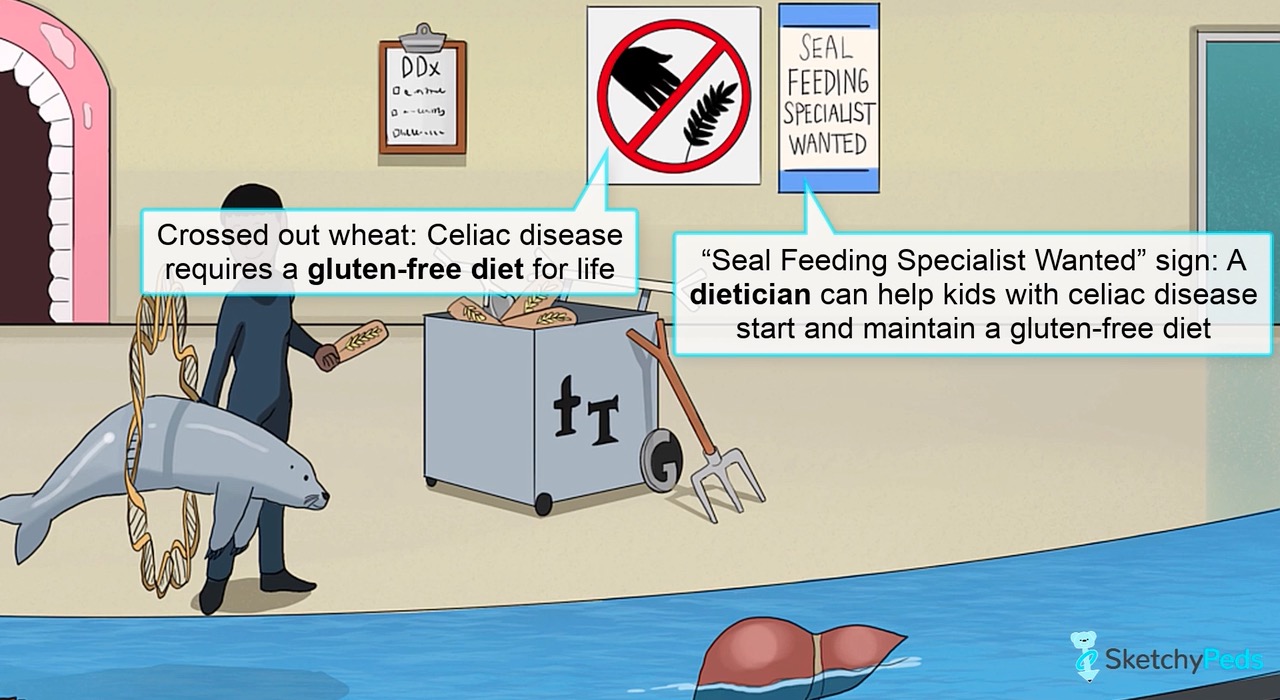 DDx
SEAL
FEEDING
SPECIALIST
WANTED
Crossed out wheat: Celiac disease
requires a gluten-free diet for life
“Seal Feeding Specialist Wanted” sign: A
dietician can help kids with celiac disease
start and maintain a gluten-free diet
tT
G
SketchyPeds